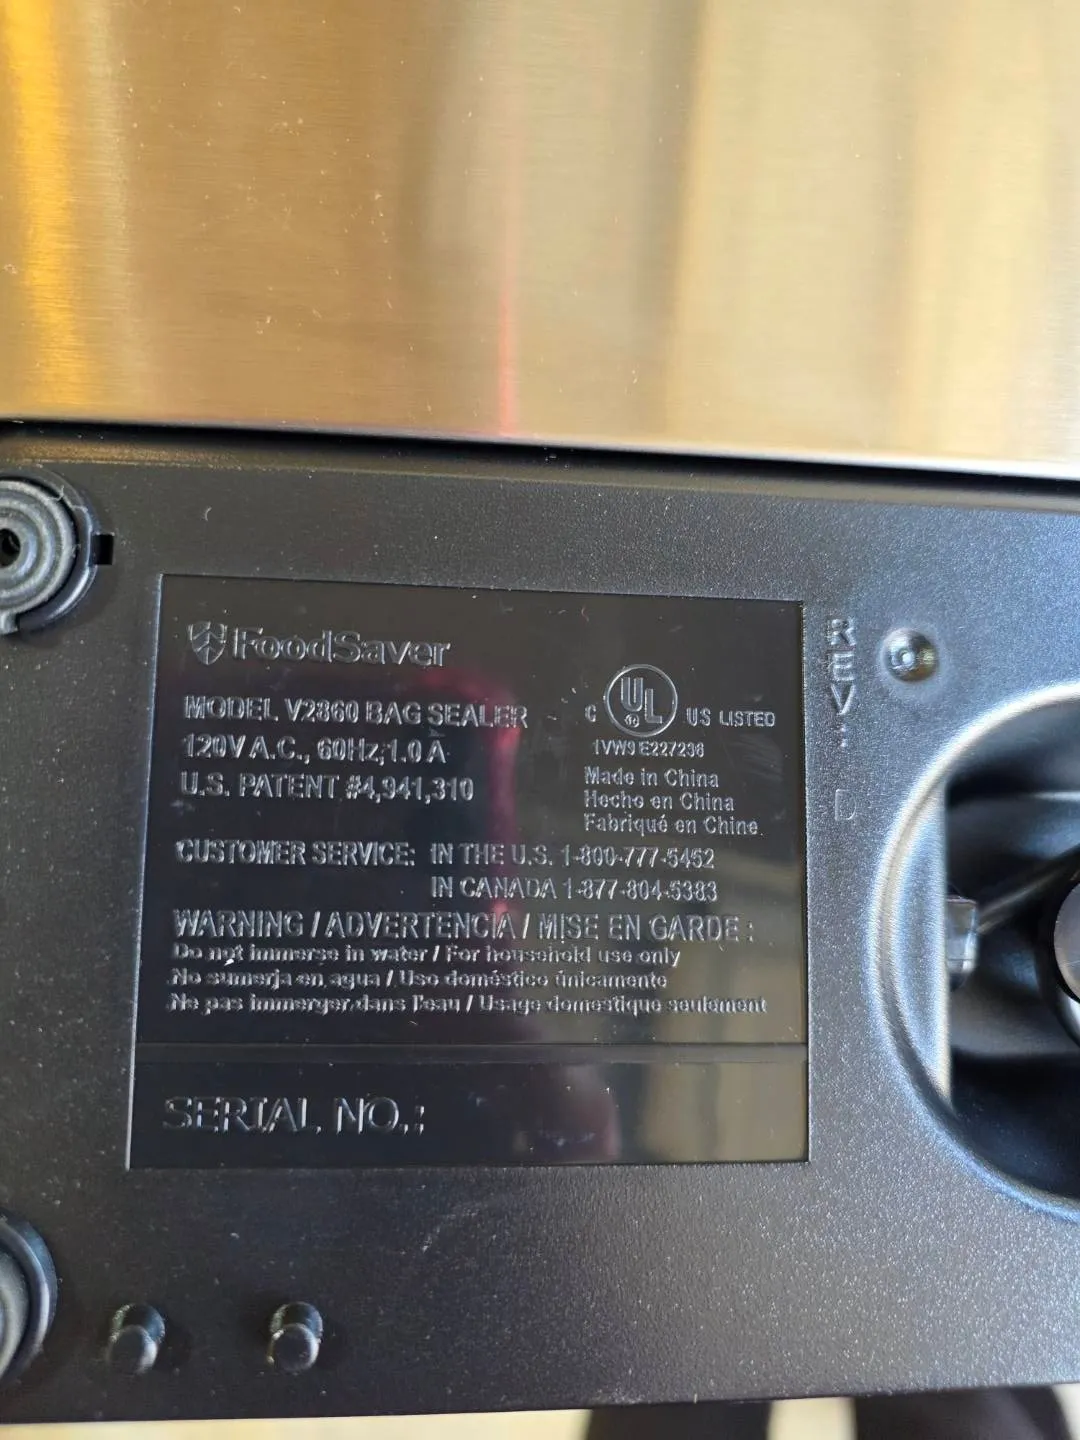 FoodSaver
MODEL V2860 BAG SEALER
120V A.C., 60Hz, 1.0 A
U.S. PATENT #4,941,310
C UL US LISTED
1VW9 E227296
Made in China
Hecho en China
Fabriqué en Chine
CUSTOMER SERVICE: IN THE U.S. 1-800-777-5452
IN CANADA 1-877-804-5383
WARNING / ADVERTENCIA / MISE EN GARDE :
Do not immerse in water / For household use only
No sumerja en agua / Uso doméstico únicamente
Ne pas immerger dans l'eau / Usage domestique seulement
SERIAL NO.:
REV: D